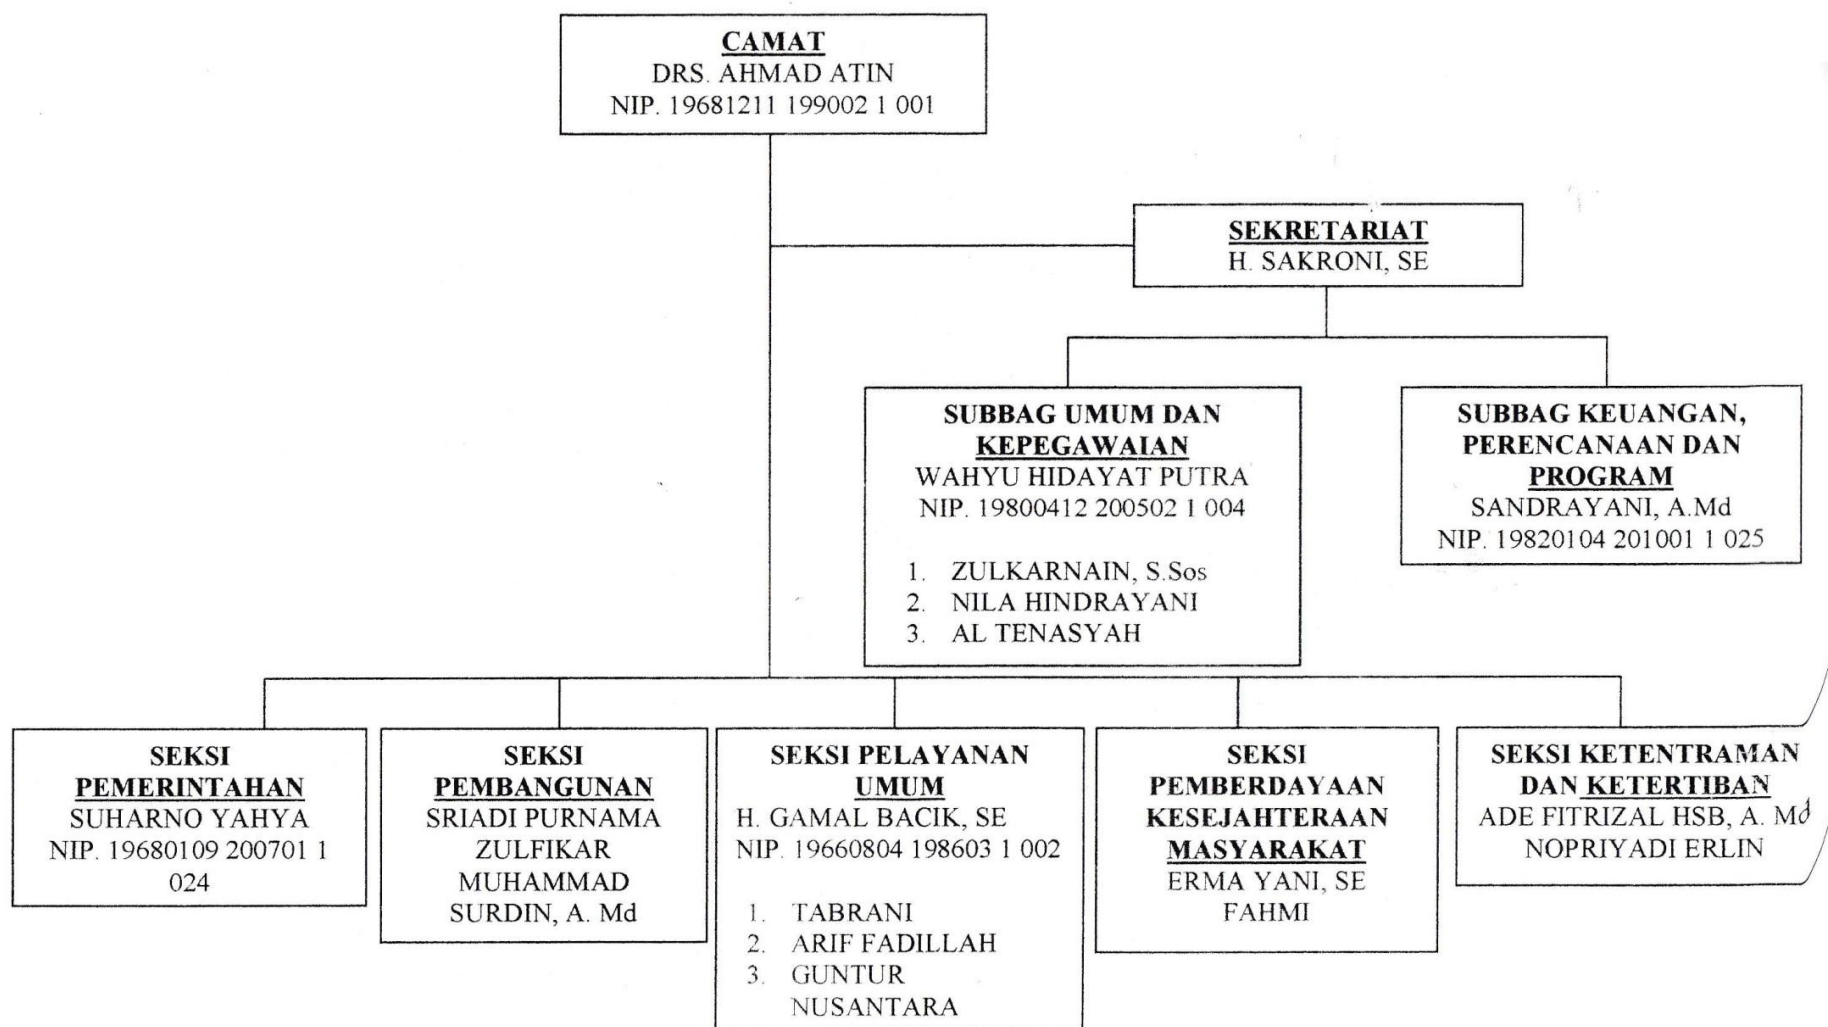 CAMAT
DRS. AHMAD ATIN
NIP. 19681211 199002 1 001
SEKRETARIAT
H. SAKRONI, SE
SUBBAG UMUM DAN
KEPEGAWAIAN
WAHYU HIDAYAT PUTRA
NIP. 19800412 200502 1 004
1. ZULKARNAIN, S.Sos
2. NILA HINDRAYANI
3. AL TENASYAH
SUBBAG KEUANGAN,
PERENCANAAN DAN
PROGRAM
SANDRAYANI, A.Md
NIP. 19820104 201001 1 025
SEKSI
PEMERINTAHAN
SUHARNO YAHYA
NIP. 19680109 200701 1
024
SEKSI
PEMBANGUNAN
SRIADI PURNAMA
ZULFIKAR
MUHAMMAD
SURDIN, A. Md
SEKSI PELAYANAN
UMUM
H. GAMAL BACIK, SE
NIP. 19660804 198603 1 002
1. TABRANI
2. ARIF FADILLAH
3. GUNTUR
NUSANTARA
SEKSI
PEMBERDAYAAN
KESEJAHTERAAN
MASYARAKAT
ERMA YANI, SE
FAHMI
SEKSI KETENTRAMAN
DAN KETERTIBAN
ADE FITRIZAL HSB, A. Md
NOPRIYADI ERLIN